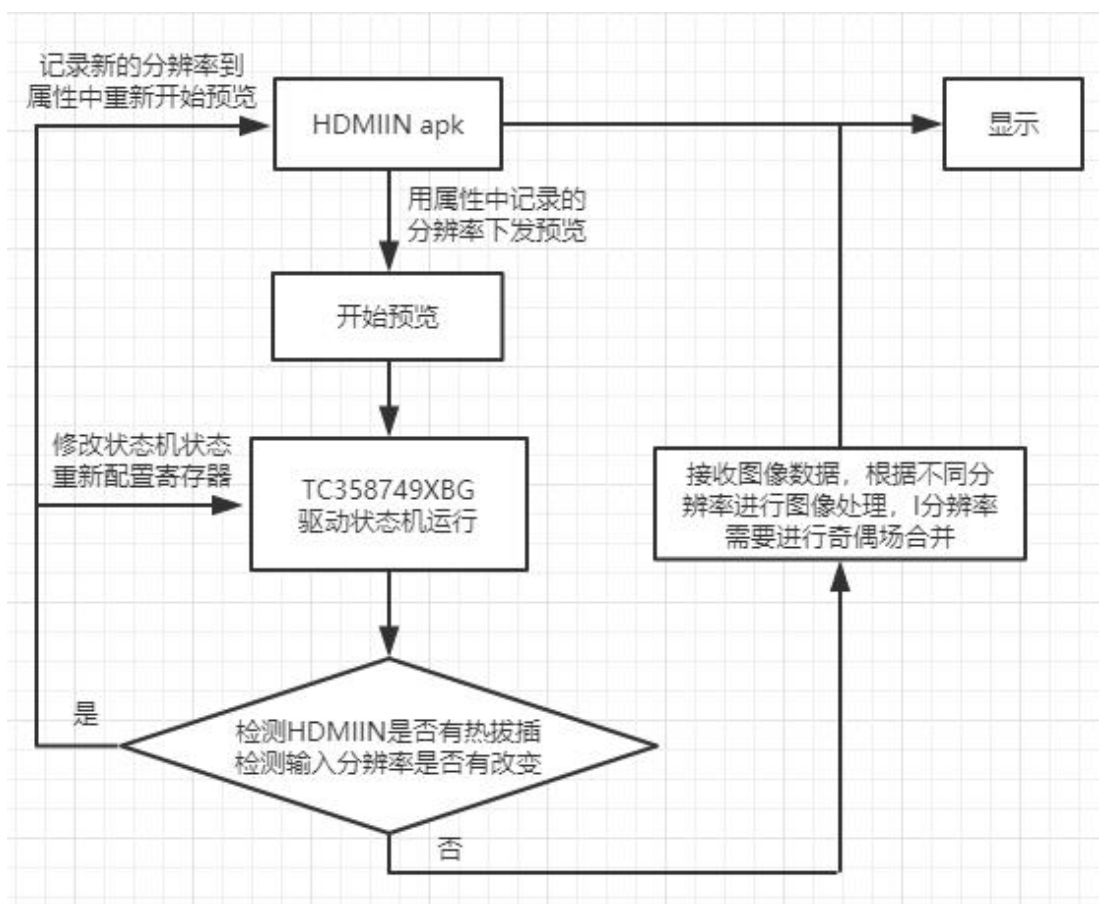 记录新的分辨率到
属性中重新开始预览
HDMIIN apk
显示
用属性中记录的
分辨率下发预览
开始预览
修改状态机状态
重新配置寄存器
TC358749XBG
驱动状态机运行
接收图像数据，根据不同分
辨率进行图像处理，I分辨率
需要进行奇偶场合并
是
检测HDMIIN是否有热拔插
检测输入分辨率是否有改变
否